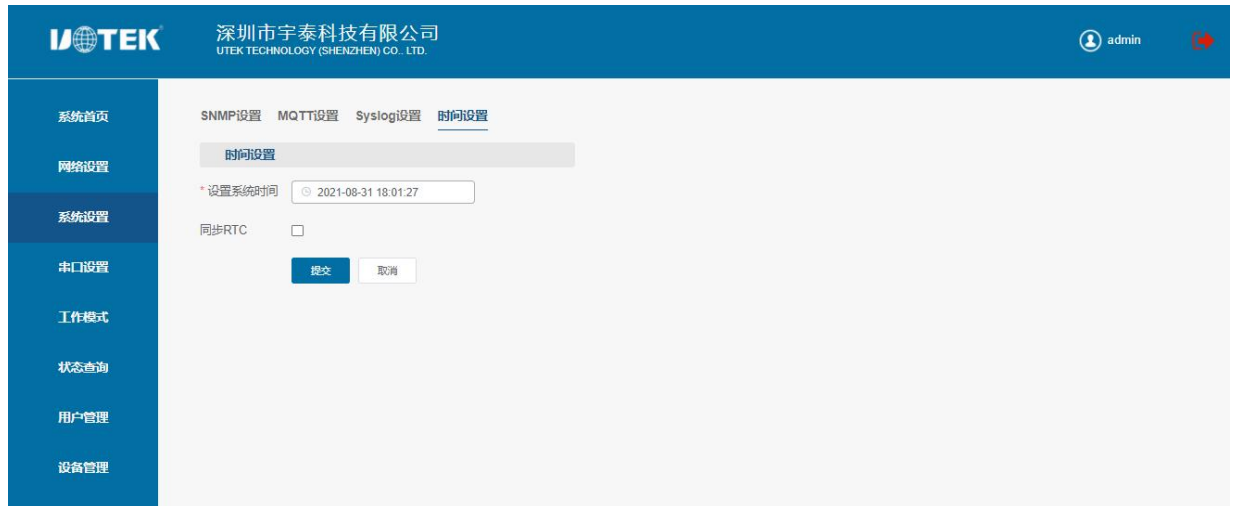 UTEK
深圳市宇泰科技有限公司
UTEK TECHNOLOGY (SHENZHEN) CO.. LTD.
admin
系统首页
网络设置
系统设置
串口设置
工作模式
状态查询
用户管理
设备管理
SNMP设置 MQTT设置 Syslog设置 时间设置
时间设置
* 设置系统时间 2021-08-31 18:01:27
同步RTC
提交 取消